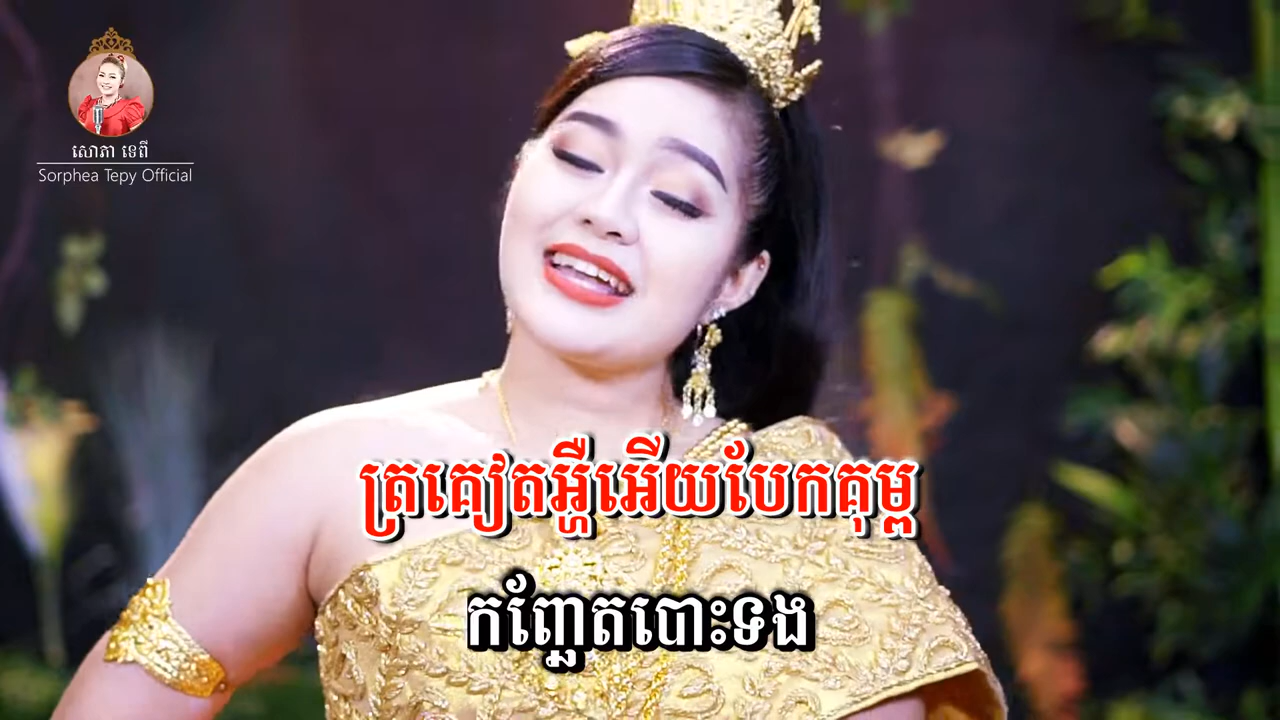 សោភា ទេពី
Sorphea Tepy Official
ត្រគៀតអ្ហឺអើយបែកគុម្ព
កញ្ឆែតបោះទង